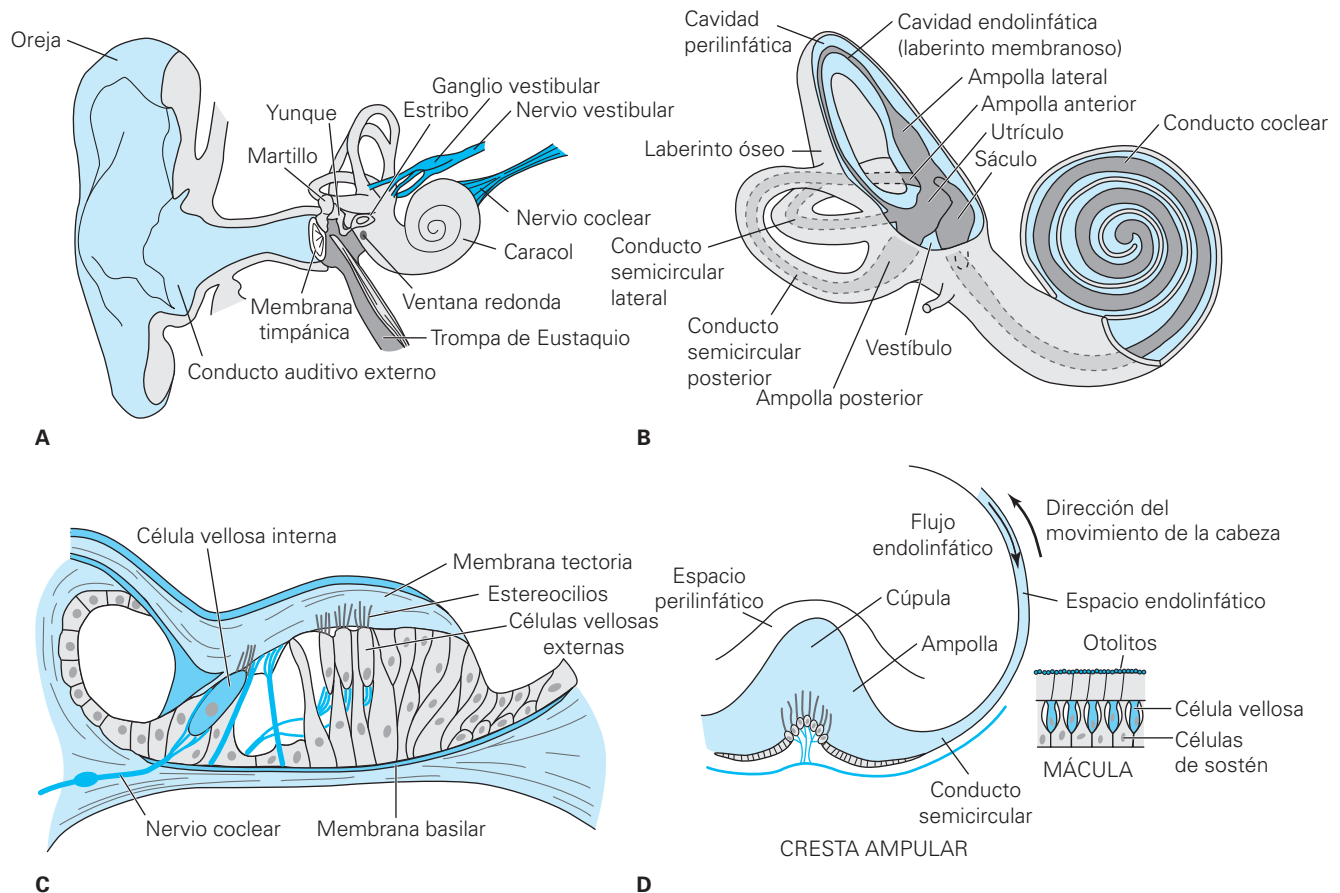 Oreja
Ganglio vestibular
Yunque
Estribo
Nervio vestibular
Martillo
Nervio coclear
Caracol
Membrana
timpánica
Ventana redonda
Trompa de Eustaquio
Conducto auditivo externo
A
Cavidad
perilinfática
Cavidad endolinfática
(laberinto membranoso)
Ampolla lateral
Ampolla anterior
Utrículo
Sáculo
Conducto coclear
Laberinto óseo
Conducto
semicircular
lateral
Conducto
semicircular
posterior
Vestíbulo
Ampolla posterior
B
Célula vellosa interna
Membrana tectoria
Estereocilios
Células vellosas
externas
Nervio coclear
Membrana basilar
C
Flujo
endolinfático
Dirección del
movimiento de la cabeza
Espacio
perilinfático
Cúpula
Espacio endolinfático
Ampolla
Otolitos
Célula vellosa
Células
de sostén
MÁCULA
Conducto
semicircular
CRESTA AMPULAR
D